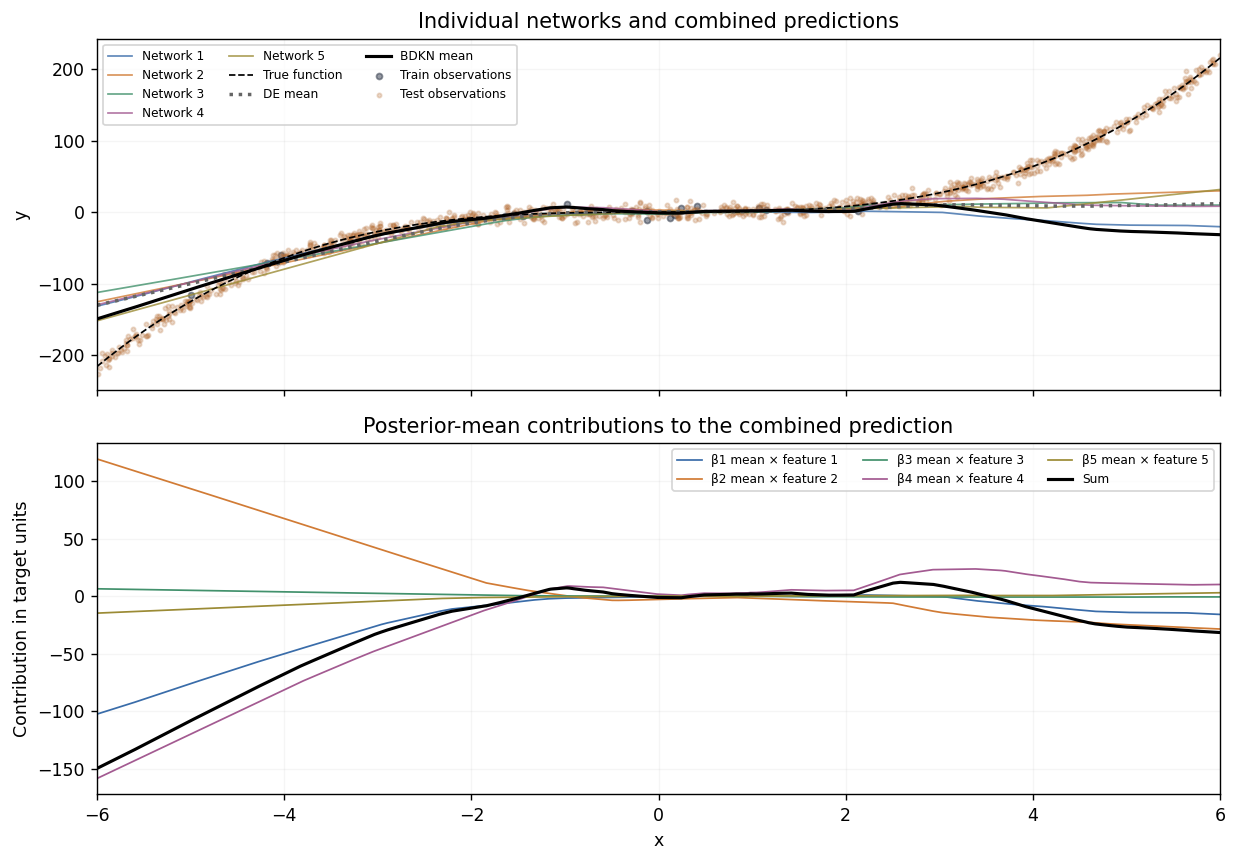 Individual networks and combined predictions
Network 1
Network 2
Network 3
Network 4
Network 5
True function
DE mean
BDKN mean
Train observations
Test observations
200
100
0
−100
−200
y
Posterior-mean contributions to the combined prediction
β1 mean × feature 1
β2 mean × feature 2
β3 mean × feature 3
β4 mean × feature 4
β5 mean × feature 5
Sum
100
50
0
−50
−100
−150
Contribution in target units
−6
−4
−2
0
2
4
6
x